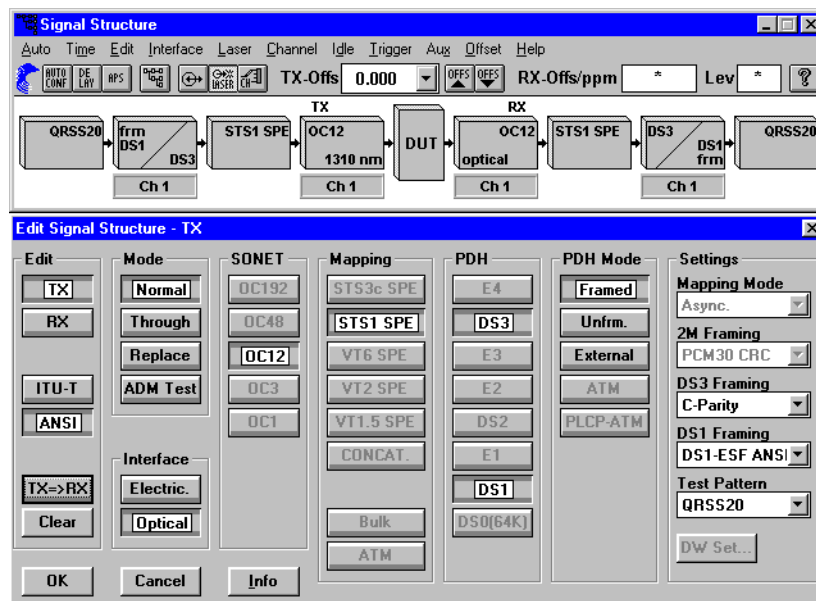 Signal Structure
Auto Time Edit Interface Laser Channel Idle Trigger Aux Offset Help
AUTO CONF DE LAY APS LASER CH TX-Offs 0.000 OFFS OFFS RX-Offs/ppm * Lev * ?
TX RX
QRSS20 frm DS1 DS3 STS1 SPE OC12 1310 nm DUT OC12 optical STS1 SPE DS3 DS1 frm QRSS20
Ch 1 Ch 1 Ch 1 Ch 1
Edit Signal Structure - TX
Edit Mode SONET Mapping PDH PDH Mode Settings
TX Normal OC192 STS3c SPE E4 Framed Mapping Mode
Async.
RX Through OC48 STS1 SPE DS3 Unfrm. 2M Framing
PCM30 CRC
Replace OC12 VT6 SPE E3 External DS3 Framing
C-Parity
ITU-T ADM Test OC3 VT2 SPE E2 ATM DS1 Framing
ANSI OC1 VT1.5 SPE DS2 PLCP-ATM DS1-ESF ANSI
Interface CONCAT. E1 Test Pattern
TX=>RX Electric. DS1 QRSS20
Clear Optical Bulk DS0(64K) DW Set...
ATM
OK Cancel Info